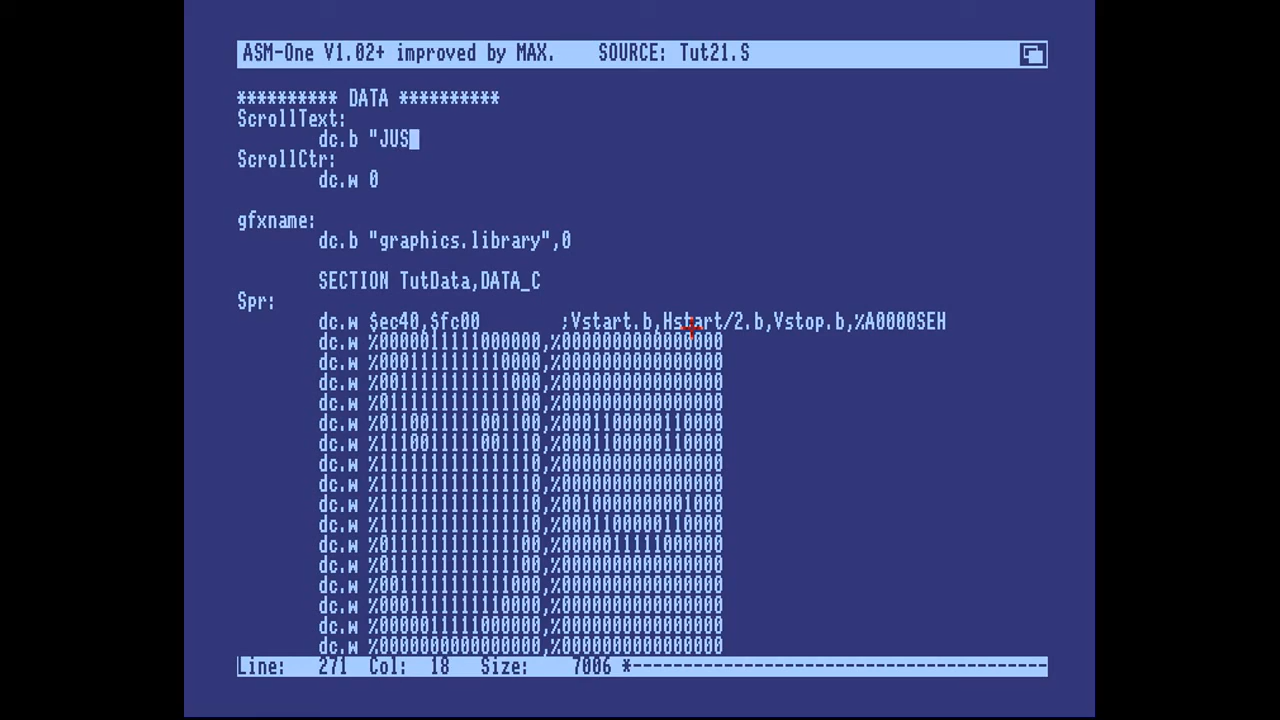 ASM-One V1.02+ improved by MAX.    SOURCE: Tut21.S
********** DATA **********
ScrollText:
dc.b "JUS
ScrollCtr:
dc.w 0
gfxname:
dc.b "graphics.library",0
SECTION TutData,DATA_C
Spr:
dc.w $ec40,$fc00        ;Vstart.b,Hstart/2.b,Vstop.b,%A0000SEH
dc.w %0000011111000000,%0000000000000000
dc.w %0001111111110000,%0000000000000000
dc.w %0011111111111000,%0000000000000000
dc.w %0111111111111100,%0000000000000000
dc.w %0110011111001100,%0001100000110000
dc.w %1110011111001110,%0001100000110000
dc.w %1111111111111110,%0000000000000000
dc.w %1111111111111110,%0000000000000000
dc.w %1111111111111110,%0010000000001000
dc.w %1111111111111110,%0001100000110000
dc.w %0111111111111100,%0000011111000000
dc.w %0111111111111100,%0000000000000000
dc.w %0011111111111000,%0000000000000000
dc.w %0001111111110000,%0000000000000000
dc.w %0000011111000000,%0000000000000000
dc.w %0000000000000000,%0000000000000000
Line:   271  Col:  18   Size:    7006 *-----------------------------------------